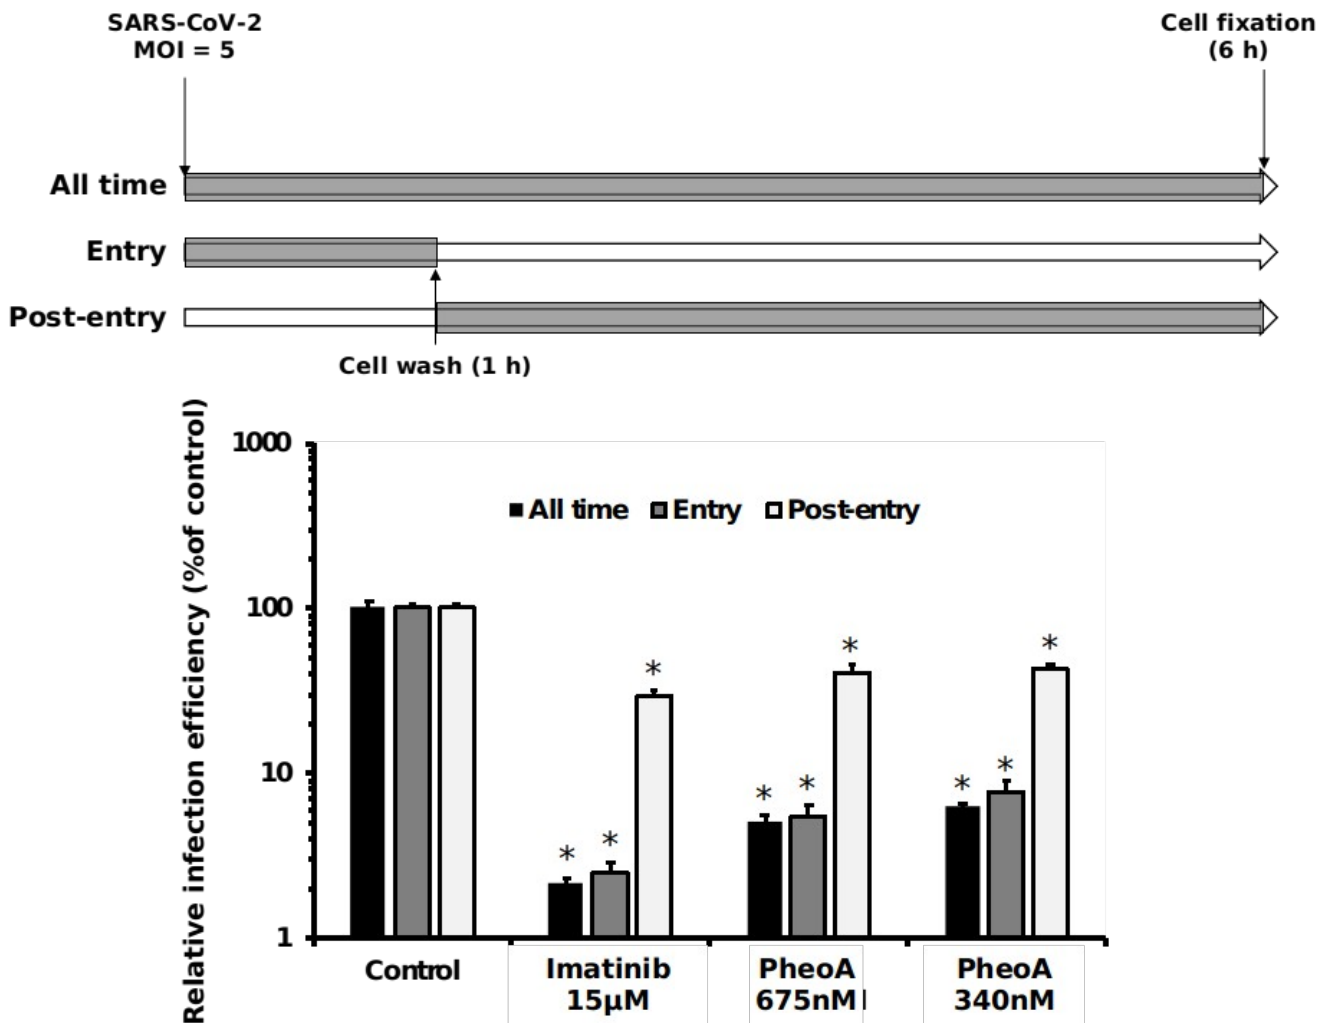 SARS-CoV-2
MOI = 5
Cell fixation
(6 h)
All time
Entry
Post-entry
Cell wash (1 h)
Relative infection efficiency (%of control)
1000
100
10
1
All time Entry Post-entry
* * *
* * *
* * *
Control
Imatinib
15µM
PheoA
675nM
PheoA
340nM